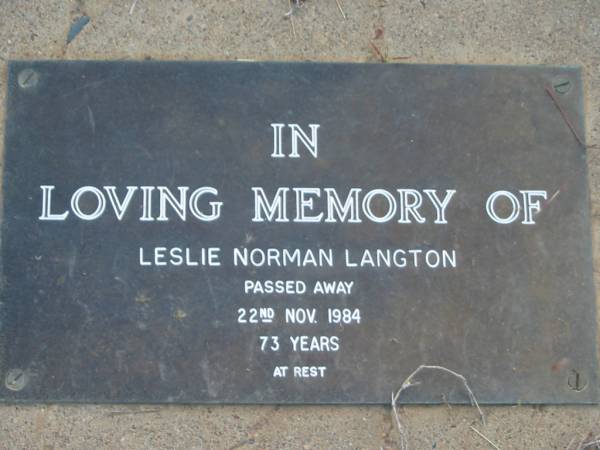 IN
LOVING MEMORY OF
LESLIE NORMAN LANGTON
PASSED AWAY
22ND NOV. 1984
73 YEARS
AT REST